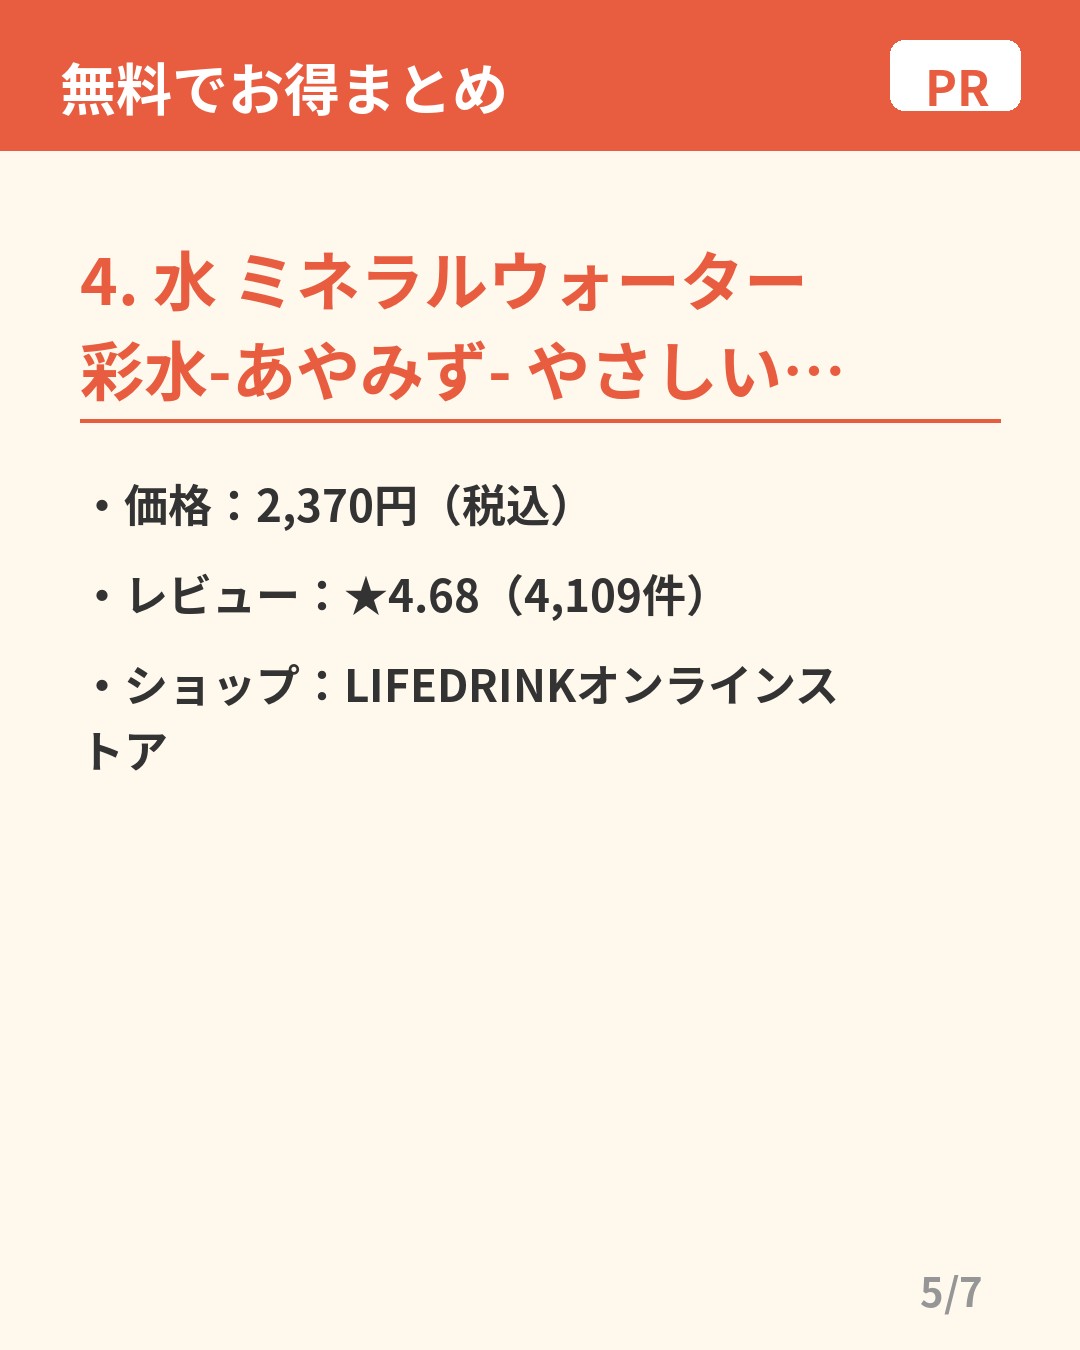 無料でお得まとめ
PR
4. 水 ミネラルウォーター
彩水-あやみず- やさしい…
・価格：2,370円（税込）
・レビュー：★4.68（4,109件）
・ショップ：LIFEDRINKオンラインス
トア
5/7